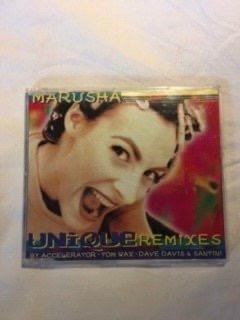 MARUSHA
UNIQUE REMIXES
BY ACCELERATOR · TOM WAX · DAVE DAVIS & SANTINI